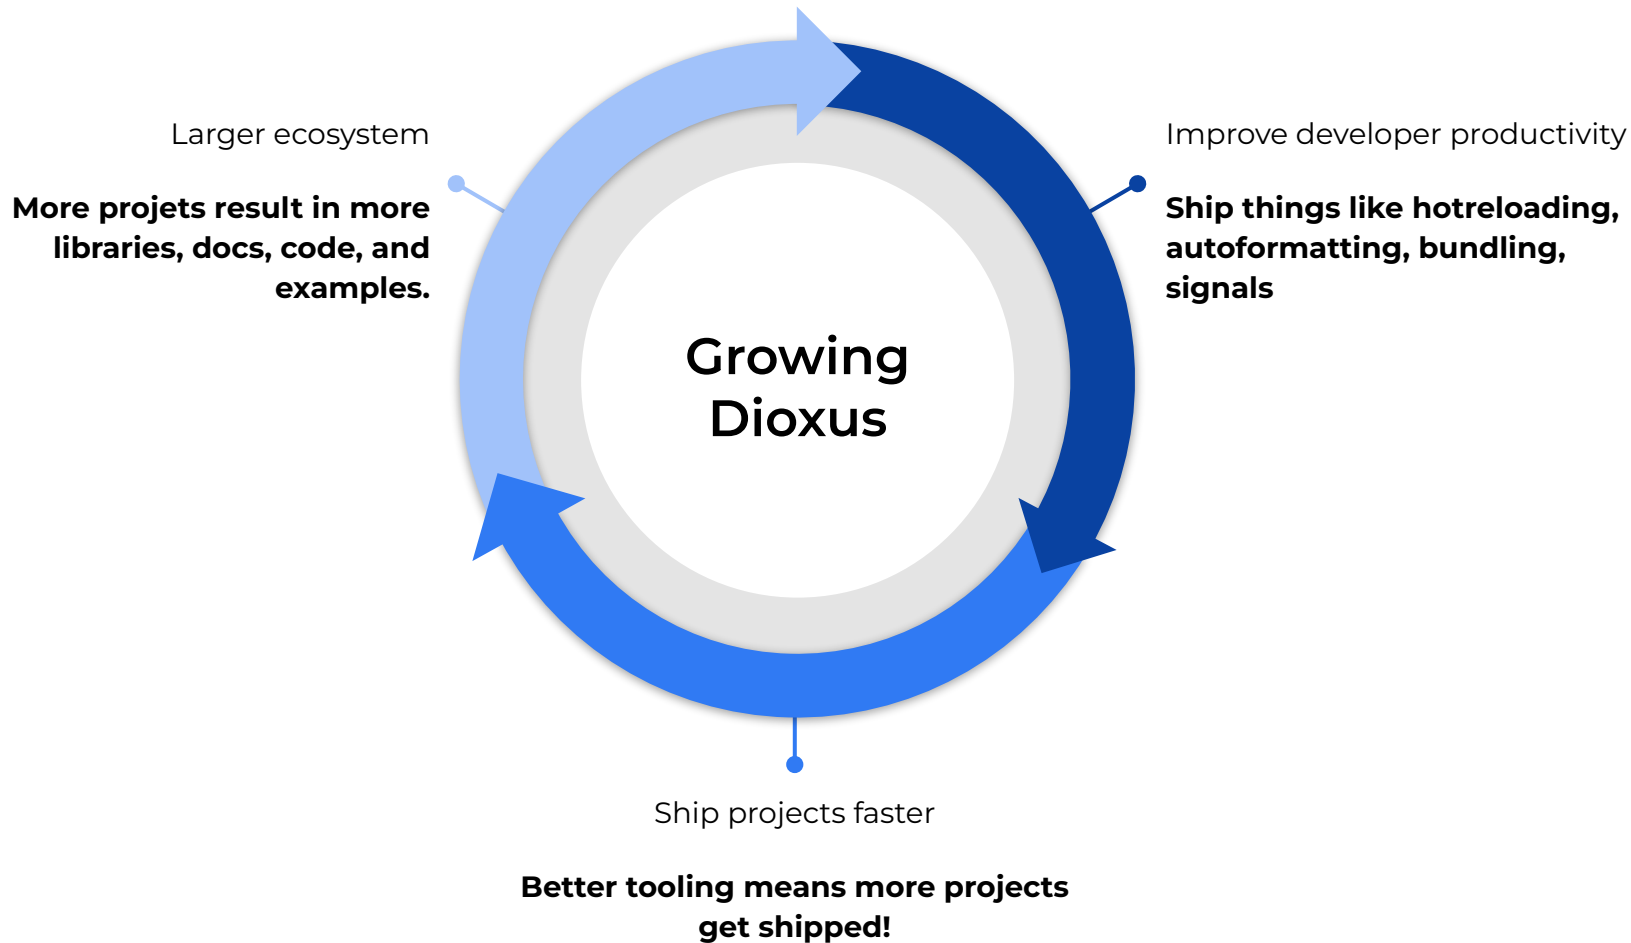 Larger ecosystem
More projets result in more
libraries, docs, code, and
examples.
Improve developer productivity
Ship things like hotreloading,
autoformatting, bundling,
signals
Growing
Dioxus
Ship projects faster
Better tooling means more projects
get shipped!